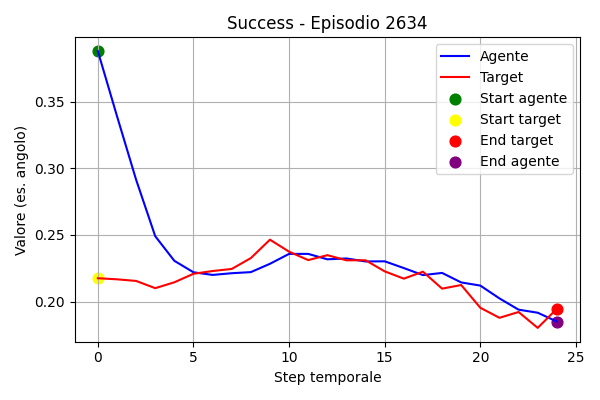 Success - Episodio 2634
Valore (es. angolo)
0.35
0.30
0.25
0.20
0
5
10
15
20
25
Step temporale
Agente
Target
Start agente
Start target
End target
End agente